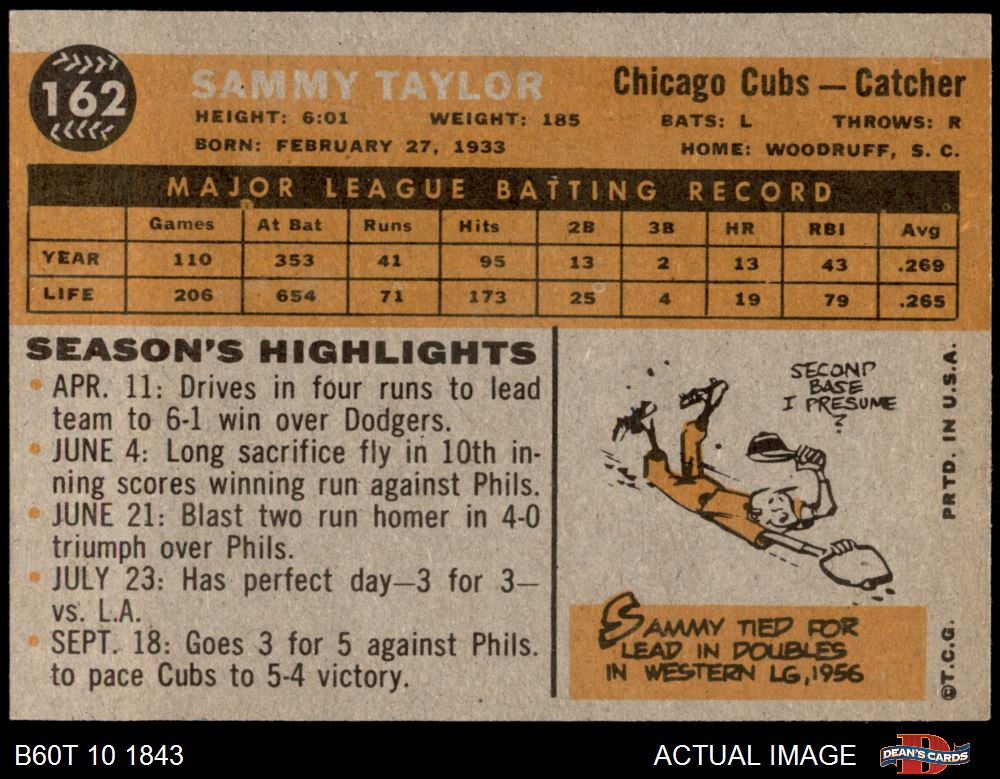 162
SAMMY TAYLOR
Chicago Cubs — Catcher
HEIGHT: 6:01 WEIGHT: 185 BATS: L THROWS: R
BORN: FEBRUARY 27, 1933 HOME: WOODRUFF, S. C.
MAJOR LEAGUE BATTING RECORD
Games At Bat Runs Hits 2B 3B HR RBI Avg
YEAR 110 353 41 95 13 2 13 43 .269
LIFE 206 654 71 173 25 4 19 79 .265
SEASON'S HIGHLIGHTS
• APR. 11: Drives in four runs to lead
team to 6-1 win over Dodgers.
• JUNE 4: Long sacrifice fly in 10th in-
ning scores winning run against Phils.
• JUNE 21: Blast two run homer in 4-0
triumph over Phils.
• JULY 23: Has perfect day—3 for 3—
vs. L.A.
• SEPT. 18: Goes 3 for 5 against Phils.
to pace Cubs to 5-4 victory.
SECOND
BASE
I PRESUME
?
SAMMY TIED FOR
LEAD IN DOUBLES
IN WESTERN LG, 1956
PRTD. IN U.S.A.
©T.C.G.
B60T 10 1843
ACTUAL IMAGE
DEAN'S CARDS